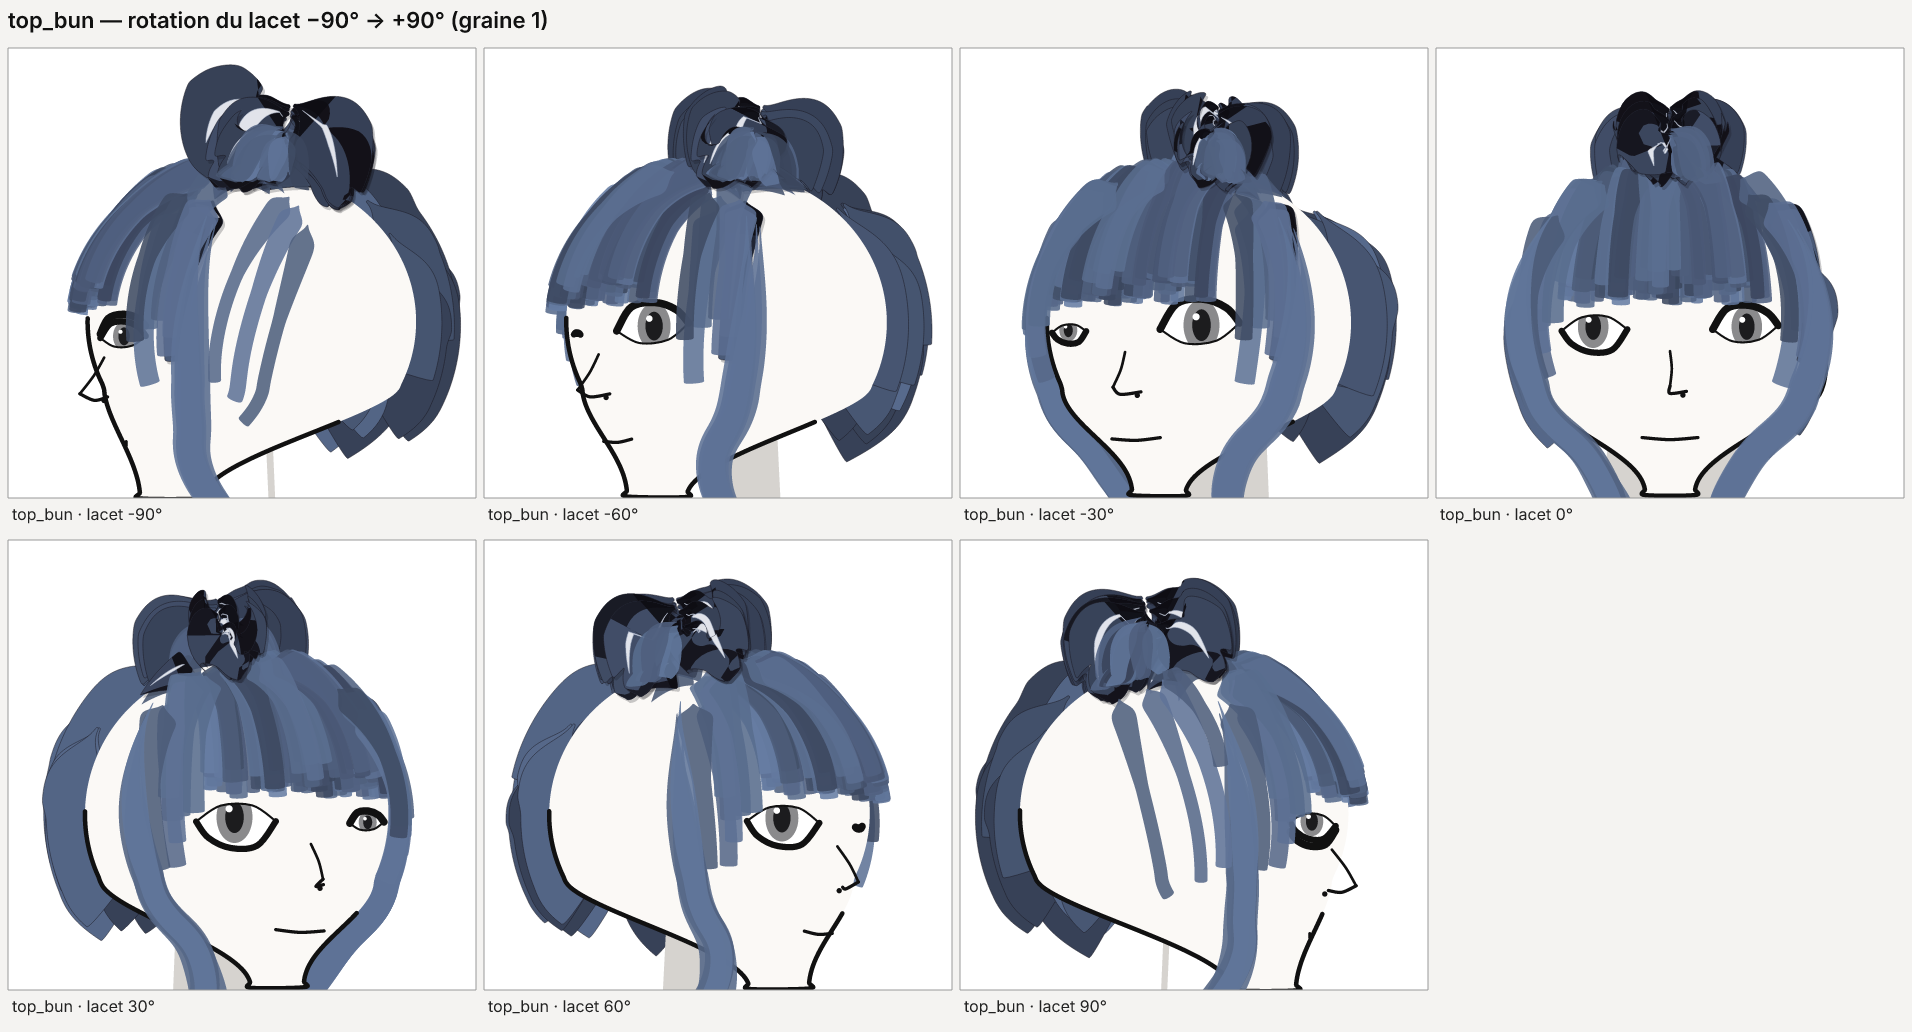 top_bun — rotation du lacet −90° → +90° (graine 1)
top_bun · lacet -90°
top_bun · lacet -60°
top_bun · lacet -30°
top_bun · lacet 0°
top_bun · lacet 30°
top_bun · lacet 60°
top_bun · lacet 90°